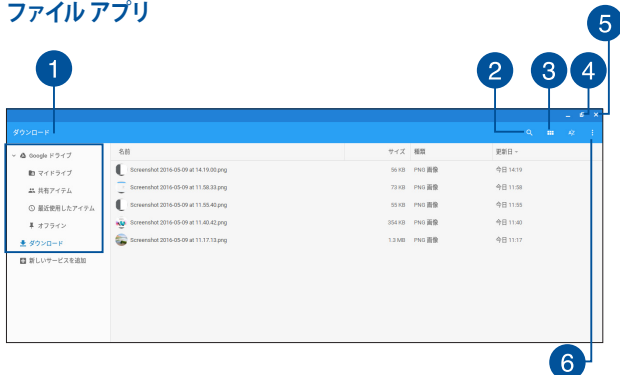 ファイル アプリ
5
1
2
3
4
ダウンロード
AZ
Google ドライブ
マイドライブ
共有アイテム
最近使用したアイテム
オフライン
ダウンロード
新しいサービスを追加
名前 サイズ 種類 更新日
Screenshot 2016-05-09 at 14.19.00.png 56 KB PNG 画像 今日 14:19
Screenshot 2016-05-09 at 11.58.33.png 73 KB PNG 画像 今日 11:58
Screenshot 2016-05-09 at 11.55.40.png 55 KB PNG 画像 今日 11:55
Screenshot 2016-05-09 at 11.40.42.png 354 KB PNG 画像 今日 11:40
Screenshot 2016-05-09 at 11.17.13.png 1.3 MB PNG 画像 今日 11:17
6